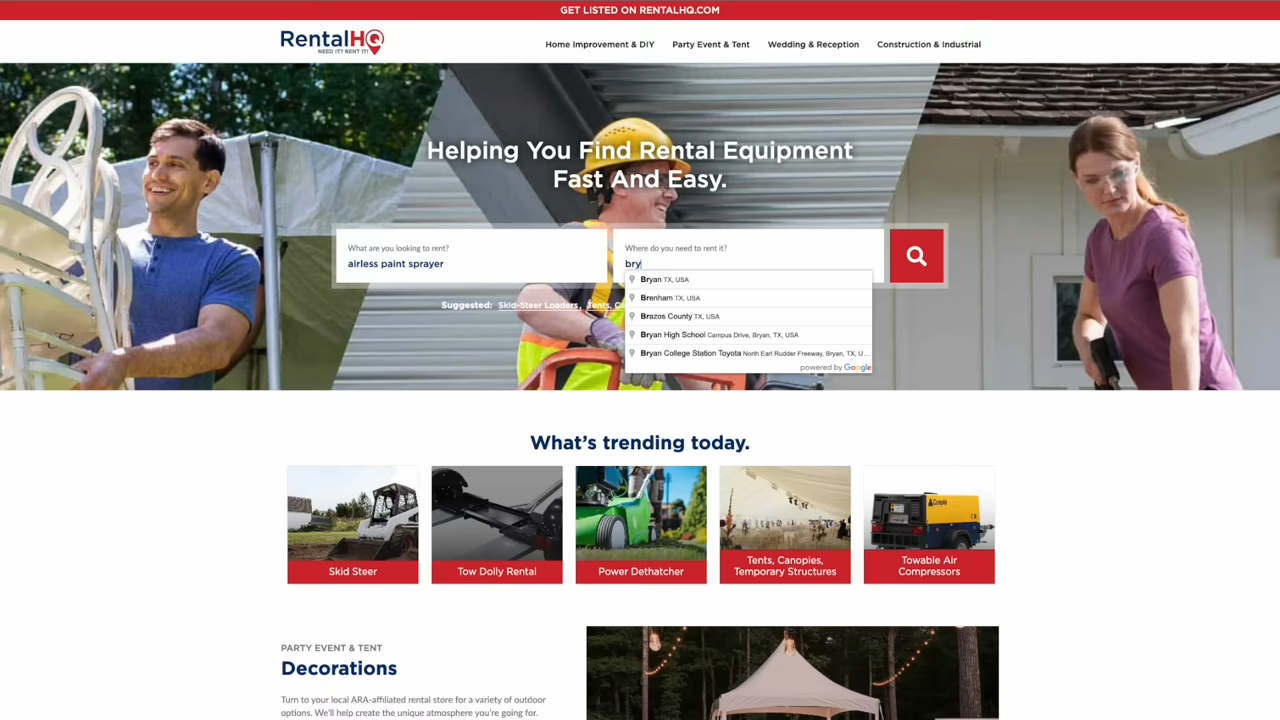 GET LISTED ON RENTALHQ.COM
RentalHQ
NEED IT? RENT IT!
Home Improvement & DIY
Party Event & Tent
Wedding & Reception
Construction & Industrial
Helping You Find Rental Equipment
Fast And Easy.
What are you looking to rent?
airless paint sprayer
Where do you need to rent it?
bry
Bryan TX, USA
Brenham TX, USA
Brazos County TX, USA
Bryan High School Campus Drive, Bryan, TX, USA
Bryan College Station Toyota North Earl Rudder Freeway, Bryan, TX, U...
powered by Google
Suggested: Skid-Steer Loaders, Tents, C
What's trending today.
Skid Steer
Tow Dolly Rental
Power Dethatcher
Tents, Canopies,
Temporary Structures
Towable Air
Compressors
PARTY EVENT & TENT
Decorations
Turn to your local ARA-affiliated rental store for a variety of outdoor
options. We'll help create the unique atmosphere you're going for.